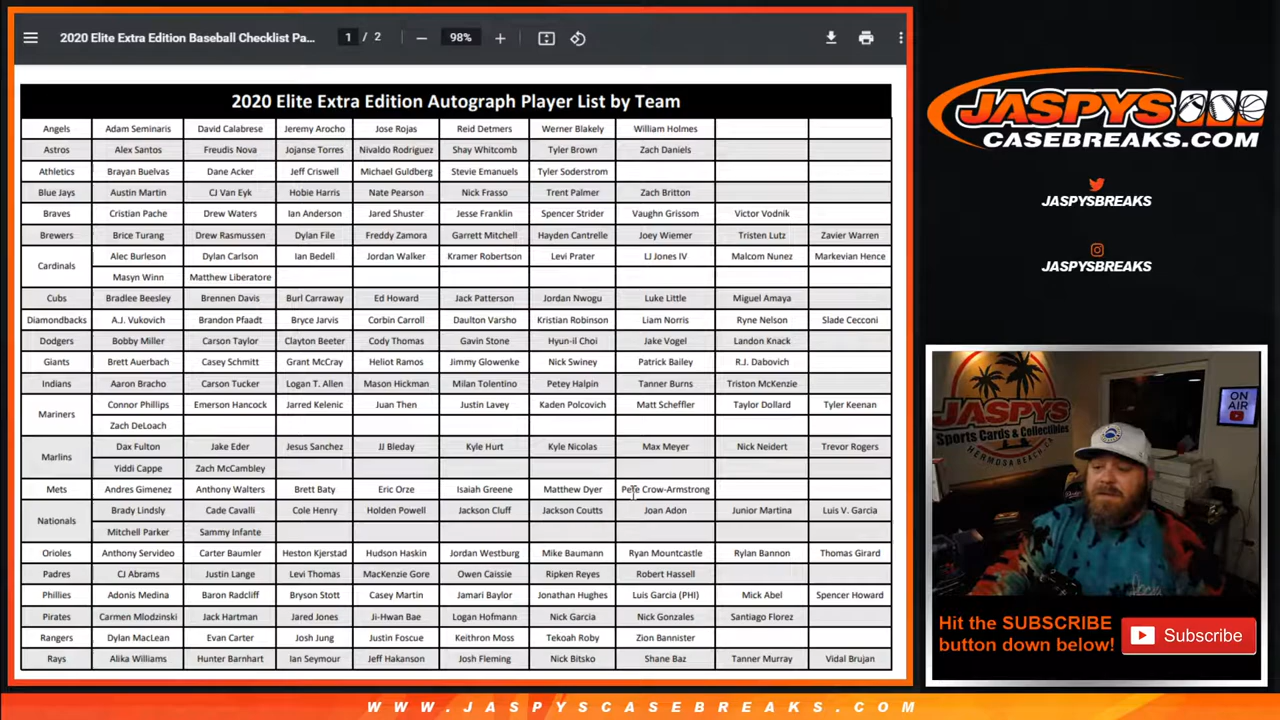 2020 Elite Extra Edition Baseball Checklist Pa... 1 / 2 98%
2020 Elite Extra Edition Autograph Player List by Team
Angels Adam Seminaris David Calabrese Jeremy Arocho Jose Rojas Reid Detmers Werner Blakely William Holmes
Astros Alex Santos Freudis Nova Jojanse Torres Nivaldo Rodriguez Shay Whitcomb Tyler Brown Zach Daniels
Athletics Brayan Buelvas Dane Acker Jeff Criswell Michael Guldberg Stevie Emanuels Tyler Soderstrom
Blue Jays Austin Martin CJ Van Eyk Hobie Harris Nate Pearson Nick Frasso Trent Palmer Zach Britton
Braves Cristian Pache Drew Waters Ian Anderson Jared Shuster Jesse Franklin Spencer Strider Vaughn Grissom Victor Vodnik
Brewers Brice Turang Drew Rasmussen Dylan File Freddy Zamora Garrett Mitchell Hayden Cantrelle Joey Wiemer Tristen Lutz Zavier Warren
Cardinals Alec Burleson Dylan Carlson Ian Bedell Jordan Walker Kramer Robertson Levi Prater LJ Jones IV Malcom Nunez Markevian Hence
Masyn Winn Matthew Liberatore
Cubs Bradlee Beesley Brennen Davis Burl Carraway Ed Howard Jack Patterson Jordan Nwogu Luke Little Miguel Amaya
Diamondbacks A.J. Vukovich Brandon Pfaadt Bryce Jarvis Corbin Carroll Daulton Varsho Kristian Robinson Liam Norris Ryne Nelson Slade Cecconi
Dodgers Bobby Miller Carson Taylor Clayton Beeter Cody Thomas Gavin Stone Hyun-il Choi Jake Vogel Landon Knack
Giants Brett Auerbach Casey Schmitt Grant McCray Heliot Ramos Jimmy Glowenke Nick Swiney Patrick Bailey R.J. Dabovich
Indians Aaron Bracho Carson Tucker Logan T. Allen Mason Hickman Milan Tolentino Petey Halpin Tanner Burns Triston McKenzie
Mariners Connor Phillips Emerson Hancock Jarred Kelenic Juan Then Justin Lavey Kaden Polcovich Matt Scheffler Taylor Dollard Tyler Keenan
Zach DeLoach
Marlins Dax Fulton Jake Eder Jesus Sanchez JJ Bleday Kyle Hurt Kyle Nicolas Max Meyer Nick Neidert Trevor Rogers
Yiddi Cappe Zach McCambley
Mets Andres Gimenez Anthony Walters Brett Baty Eric Orze Isaiah Greene Matthew Dyer Pete Crow-Armstrong
Nationals Brady Lindsly Cade Cavalli Cole Henry Holden Powell Jackson Cluff Jackson Coutts Joan Adon Junior Martina Luis V. Garcia
Mitchell Parker Sammy Infante
Orioles Anthony Servideo Carter Baumler Heston Kjerstad Hudson Haskin Jordan Westburg Mike Baumann Ryan Mountcastle Rylan Bannon Thomas Girard
Padres CJ Abrams Justin Lange Levi Thomas MacKenzie Gore Owen Caissie Ripken Reyes Robert Hassell
Phillies Adonis Medina Baron Radcliff Bryson Stott Casey Martin Jamari Baylor Jonathan Hughes Luis Garcia (PHI) Mick Abel Spencer Howard
Pirates Carmen Mlodzinski Jack Hartman Jared Jones Ji-Hwan Bae Logan Hofmann Nick Garcia Nick Gonzales Santiago Florez
Rangers Dylan MacLean Evan Carter Josh Jung Justin Foscue Keithron Moss Tekoah Roby Zion Bannister
Rays Alika Williams Hunter Barnhart Ian Seymour Jeff Hakanson Josh Fleming Nick Bitsko Shane Baz Tanner Murray Vidal Brujan
JASPYS
CASEBREAKS.COM
JASPYSBREAKS
JASPYSBREAKS
JASPYS
Sports Cards & Collectibles
HERMOSA BEACH
ON AIR
Hit the SUBSCRIBE
button down below!
Subscribe
WWW.JASPYSCASEBREAKS.COM